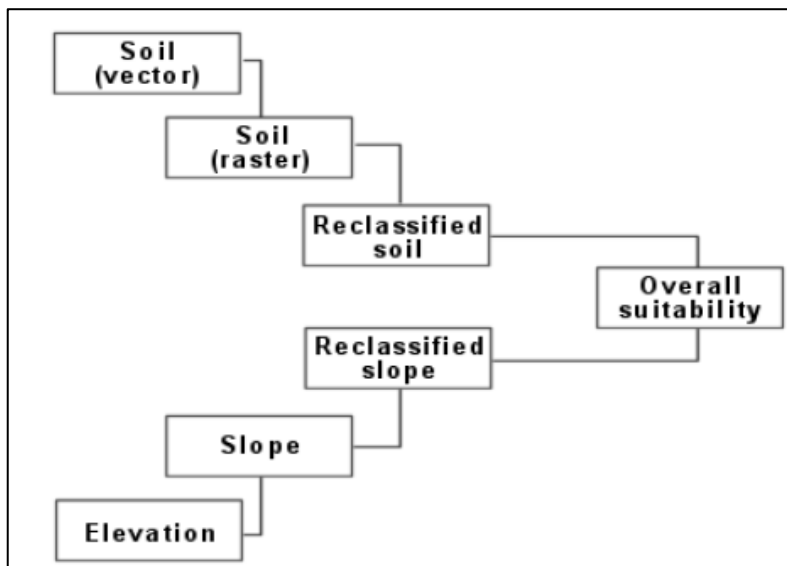 Soil
(vector)
Soil
(raster)
Reclassified
soil
Overall
suitability
Reclassified
slope
Slope
Elevation